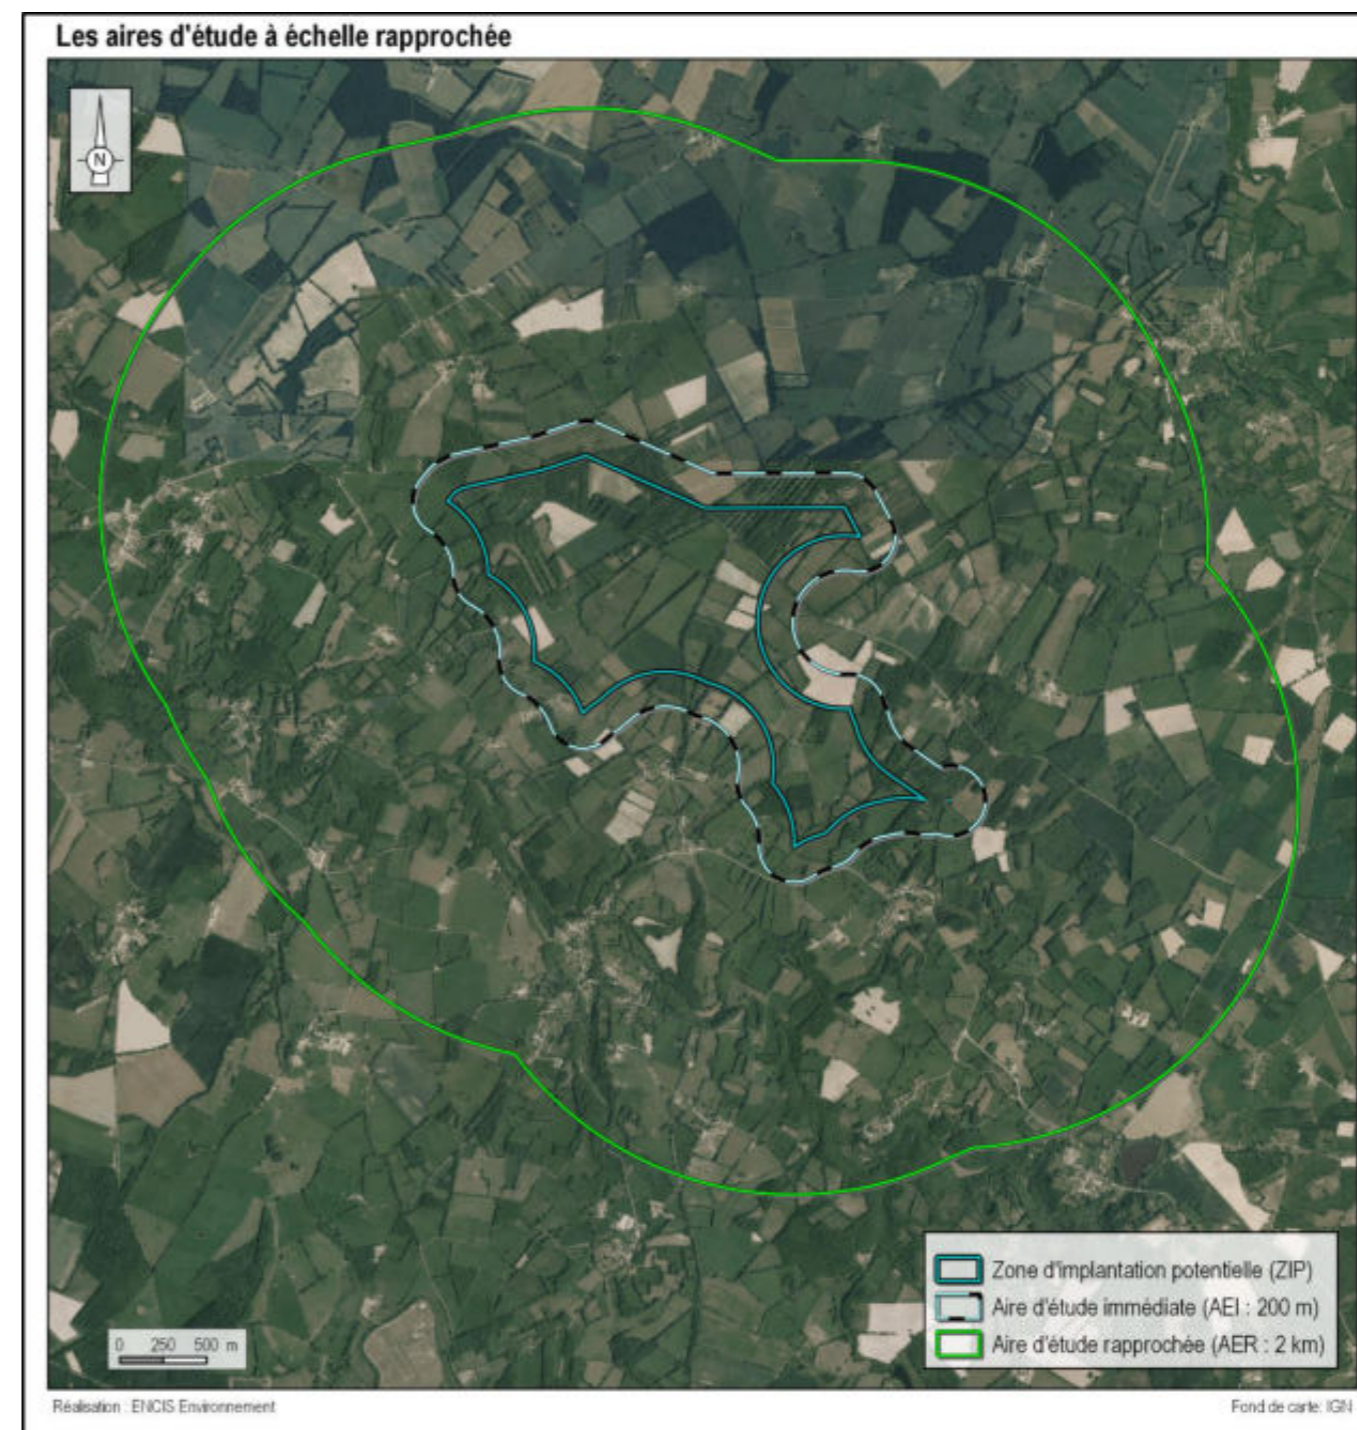 Les aires d'étude à échelle rapprochée
N
Zone d'implantation potentielle (ZIP)
Aire d'étude immédiate (AEI : 200 m)
Aire d'étude rapprochée (AER : 2 km)
0 250 500 m
Réalisation : ENCIS Environnement
Fond de carte: IGN